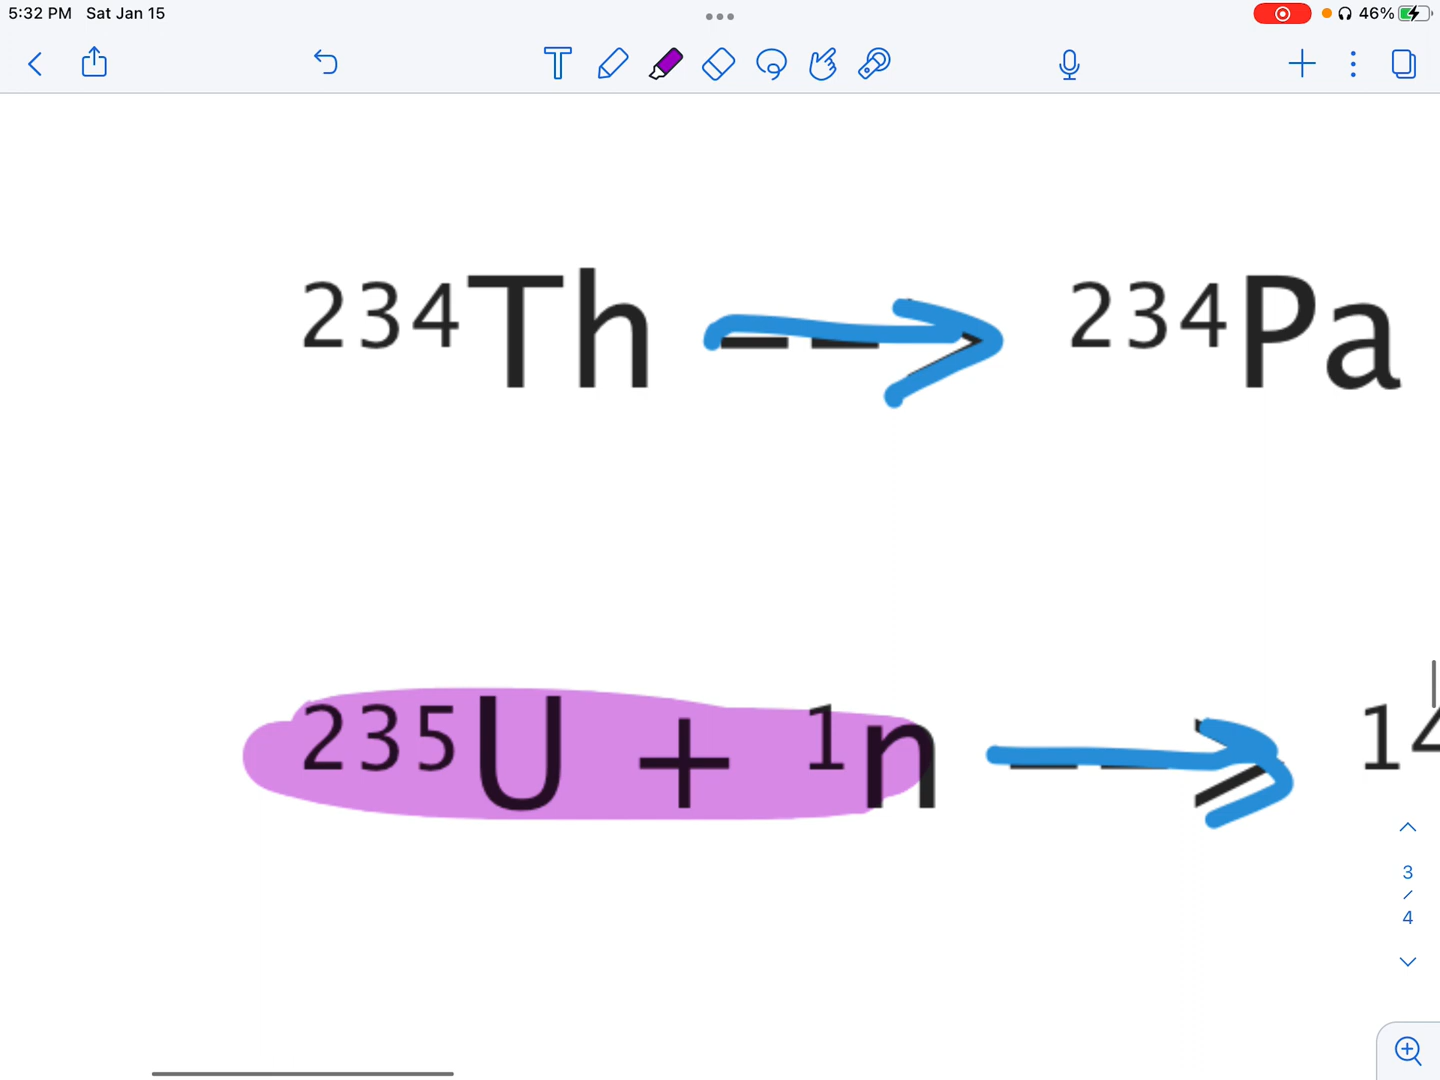 5:32 PM Sat Jan 15
46%
T
234Th --> 234Pa
235U + 1n --> 14
3
/
4